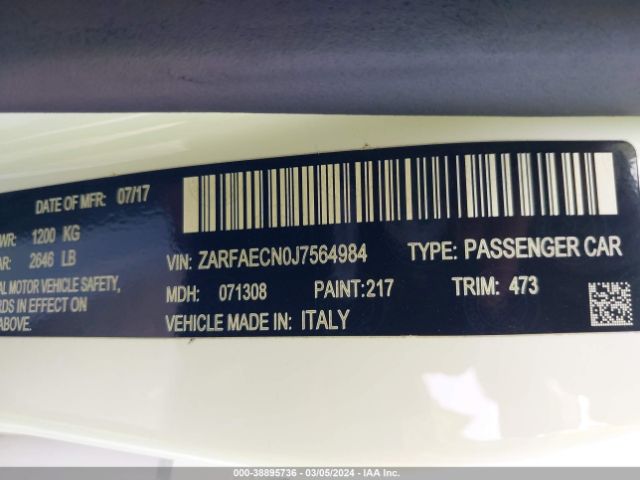 DATE OF MFR: 07/17
WR: 1200 KG
AR: 2646 LB
VIN: ZARFAECN0J7564984 TYPE: PASSENGER CAR
AL MOTOR VEHICLE SAFETY,
RDS IN EFFECT ON
ABOVE.
MDH: 071308 PAINT:217 TRIM: 473
VEHICLE MADE IN: ITALY
000-38895736 - 03/05/2024 - IAAI.COM